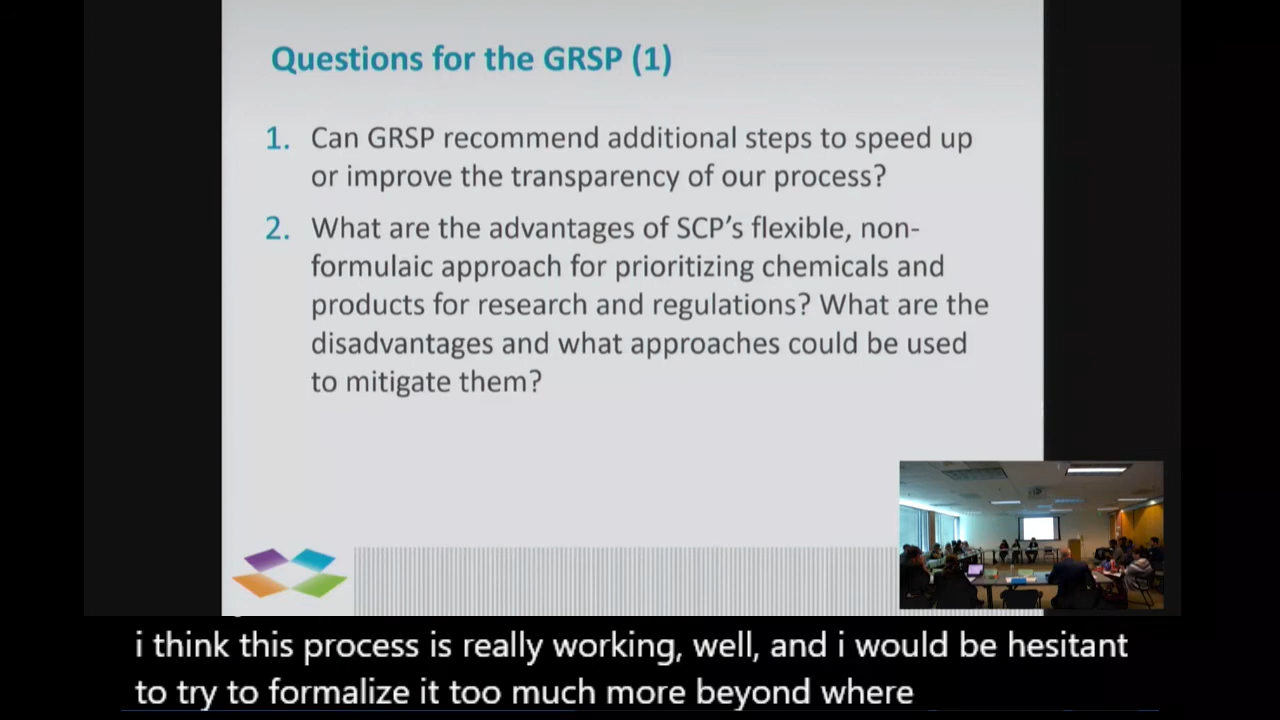 Questions for the GRSP (1)
1. Can GRSP recommend additional steps to speed up
or improve the transparency of our process?
2. What are the advantages of SCP's flexible, non-
formulaic approach for prioritizing chemicals and
products for research and regulations? What are the
disadvantages and what approaches could be used
to mitigate them?
i think this process is really working, well, and i would be hesitant
to try to formalize it too much more beyond where